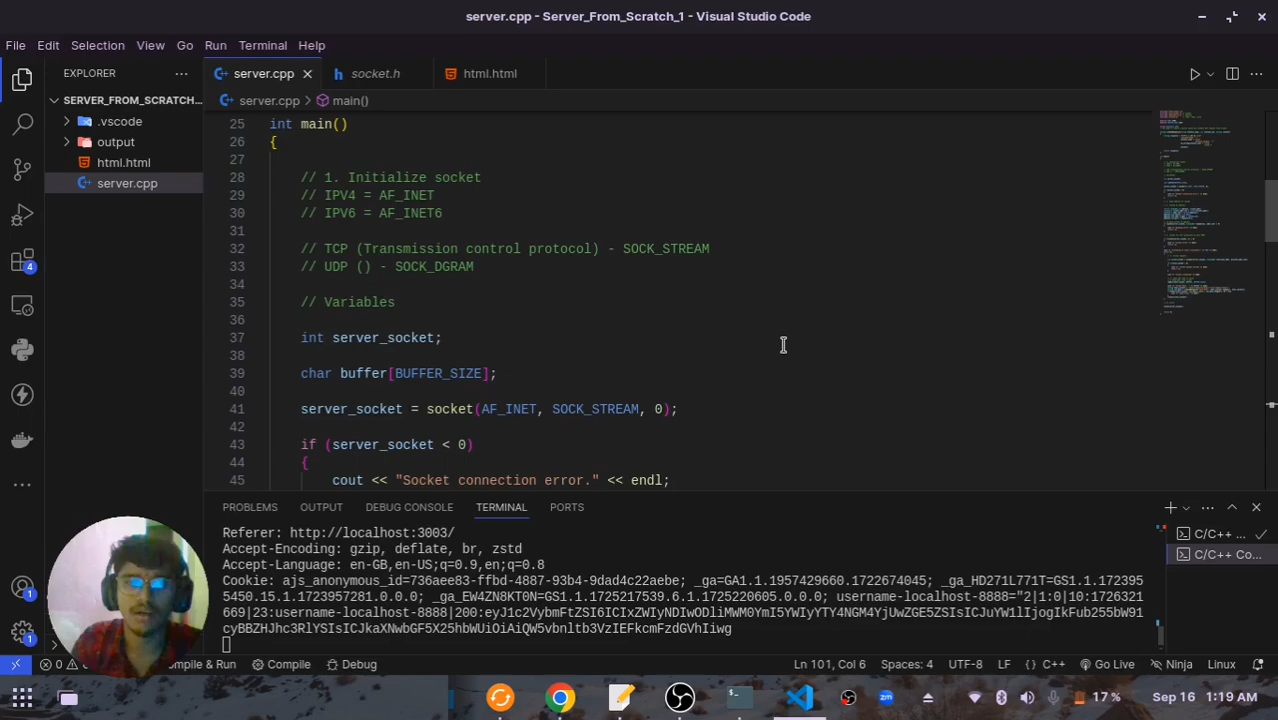 server.cpp - Server_From_Scratch_1 - Visual Studio Code
File Edit Selection View Go Run Terminal Help
EXPLORER
server.cpp
socket.h
html.html
SERVER_FROM_SCRATCH...
.vscode
output
html.html
server.cpp
server.cpp > main()
25 int main()
26 {
27
28 // 1. Initialize socket
29 // IPV4 = AF_INET
30 // IPV6 = AF_INET6
31
32 // TCP (Transmission control protocol) - SOCK_STREAM
33 // UDP () - SOCK_DGRAM
34
35 // Variables
36
37 int server_socket;
38
39 char buffer[BUFFER_SIZE];
40
41 server_socket = socket(AF_INET, SOCK_STREAM, 0);
42
43 if (server_socket < 0)
44 {
45 cout << "Socket connection error." << endl;
4
1
1
PROBLEMS OUTPUT DEBUG CONSOLE TERMINAL PORTS
Referer: http://localhost:3003/
Accept-Encoding: gzip, deflate, br, zstd
Accept-Language: en-GB,en-US;q=0.9,en;q=0.8
Cookie: ajs_anonymous_id=736aee83-ffbd-4887-93b4-9dad4c22aebe; _ga=GA1.1.1957429660.1722674045; _ga_HD271L771T=GS1.1.172395
5450.15.1.1723957281.0.0.0; _ga_EW4ZN8KT0N=GS1.1.1725217539.6.1.1725220605.0.0.0; username-localhost-8888="2|1:0|10:1726321
C/C++ ...
C/C++ Co...
0 0 mpile & Run Compile Debug Ln 101, Col 6 Spaces: 4 UTF-8 LF {} C++ Go Live Ninja Linux
17 % Sep 16 1:19 AM